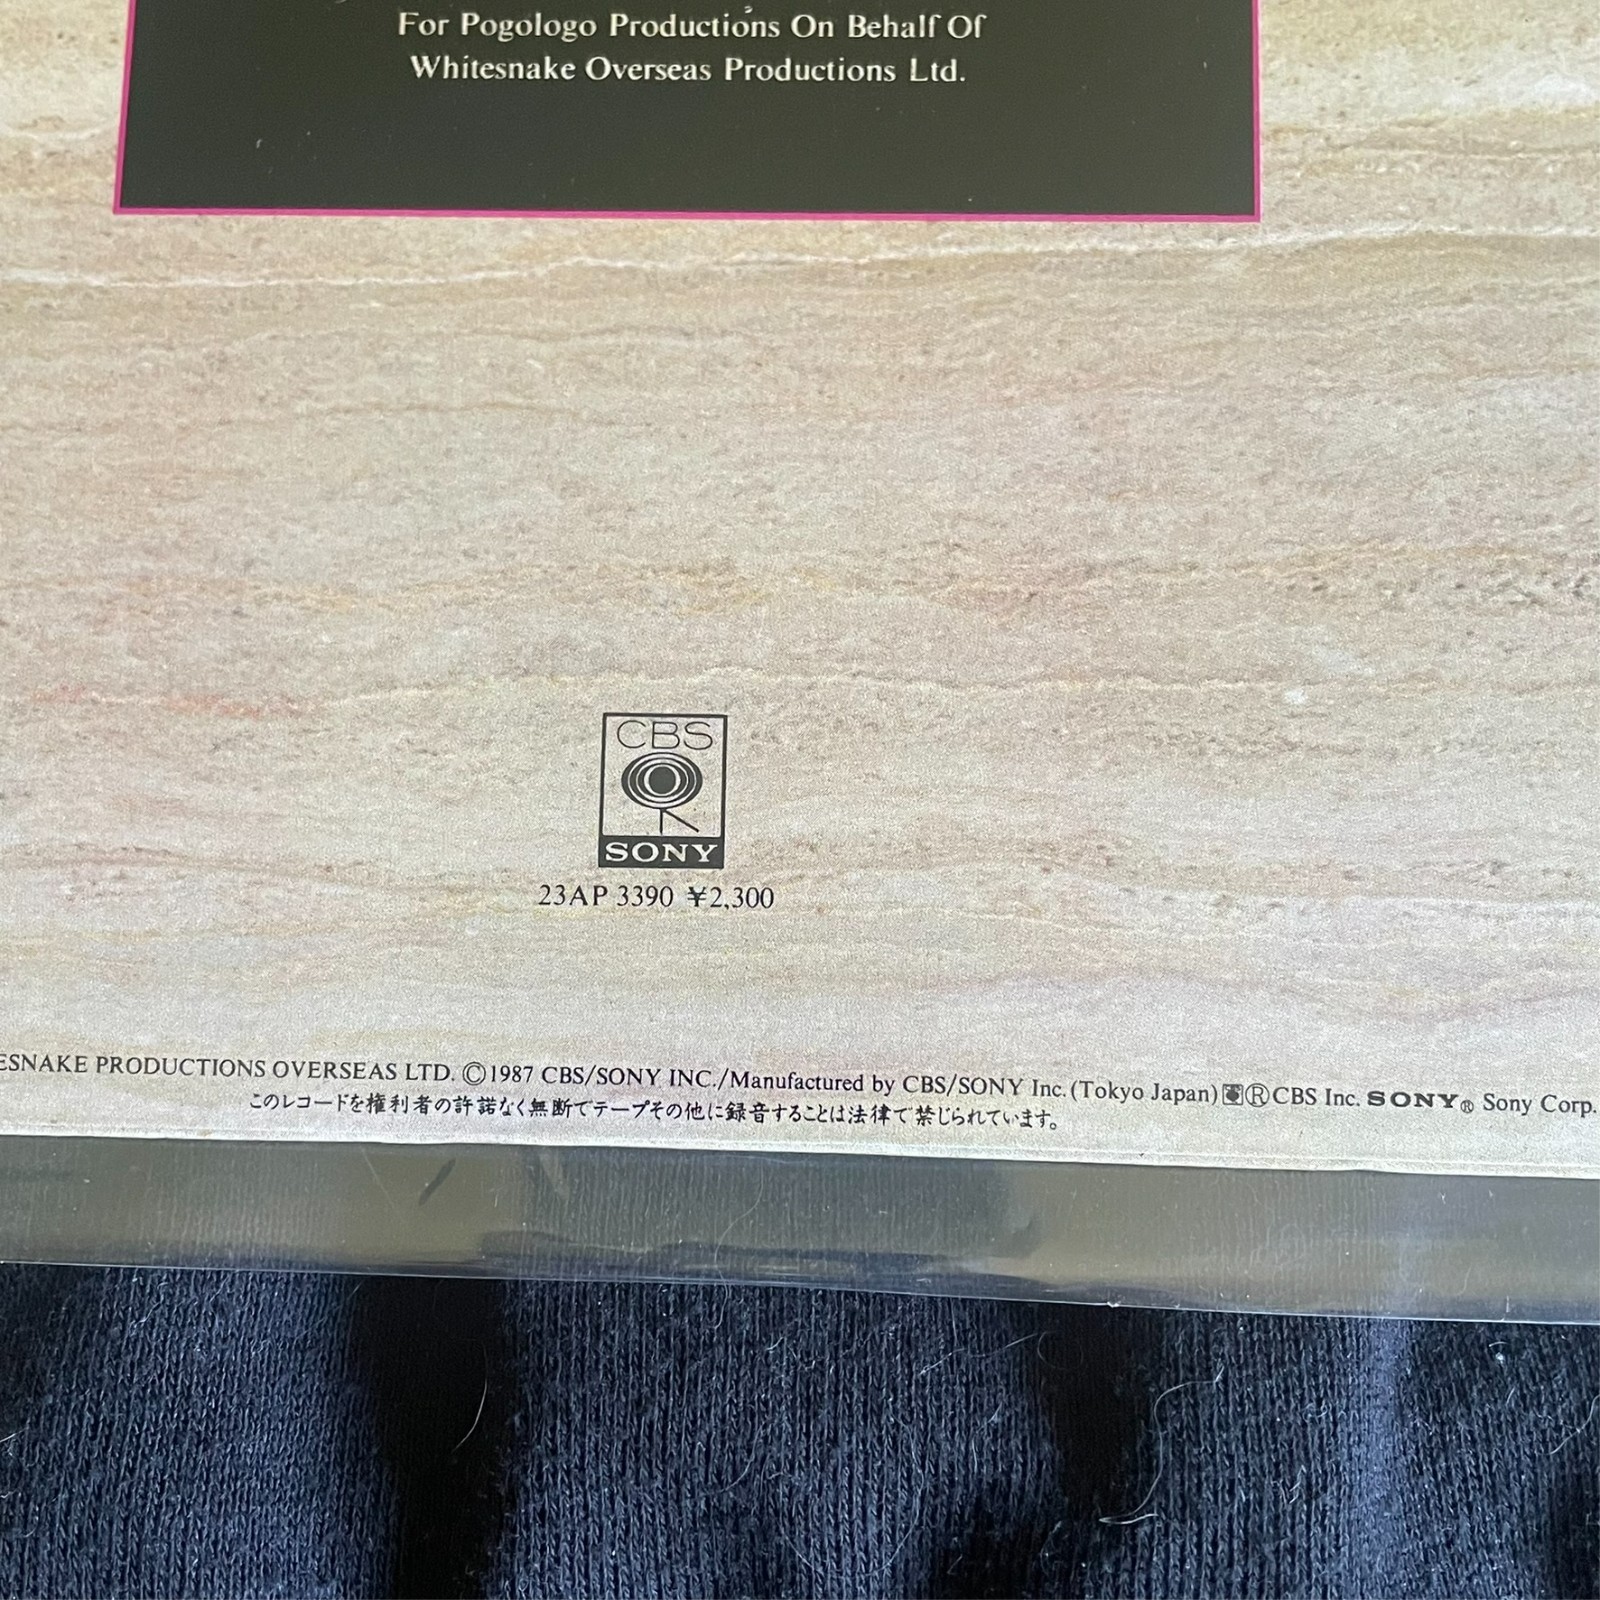 For Pogologo Productions On Behalf Of
Whitesnake Overseas Productions Ltd.
CBS
SONY
23AP 3390 ¥2,300
ESNAKE PRODUCTIONS OVERSEAS LTD. ©1987 CBS/SONY INC./Manufactured by CBS/SONY Inc. (Tokyo Japan) ®CBS Inc. SONY® Sony Corp.
このレコードを権利者の許諾なく無断でテープその他に録音することは法律で禁じられています。